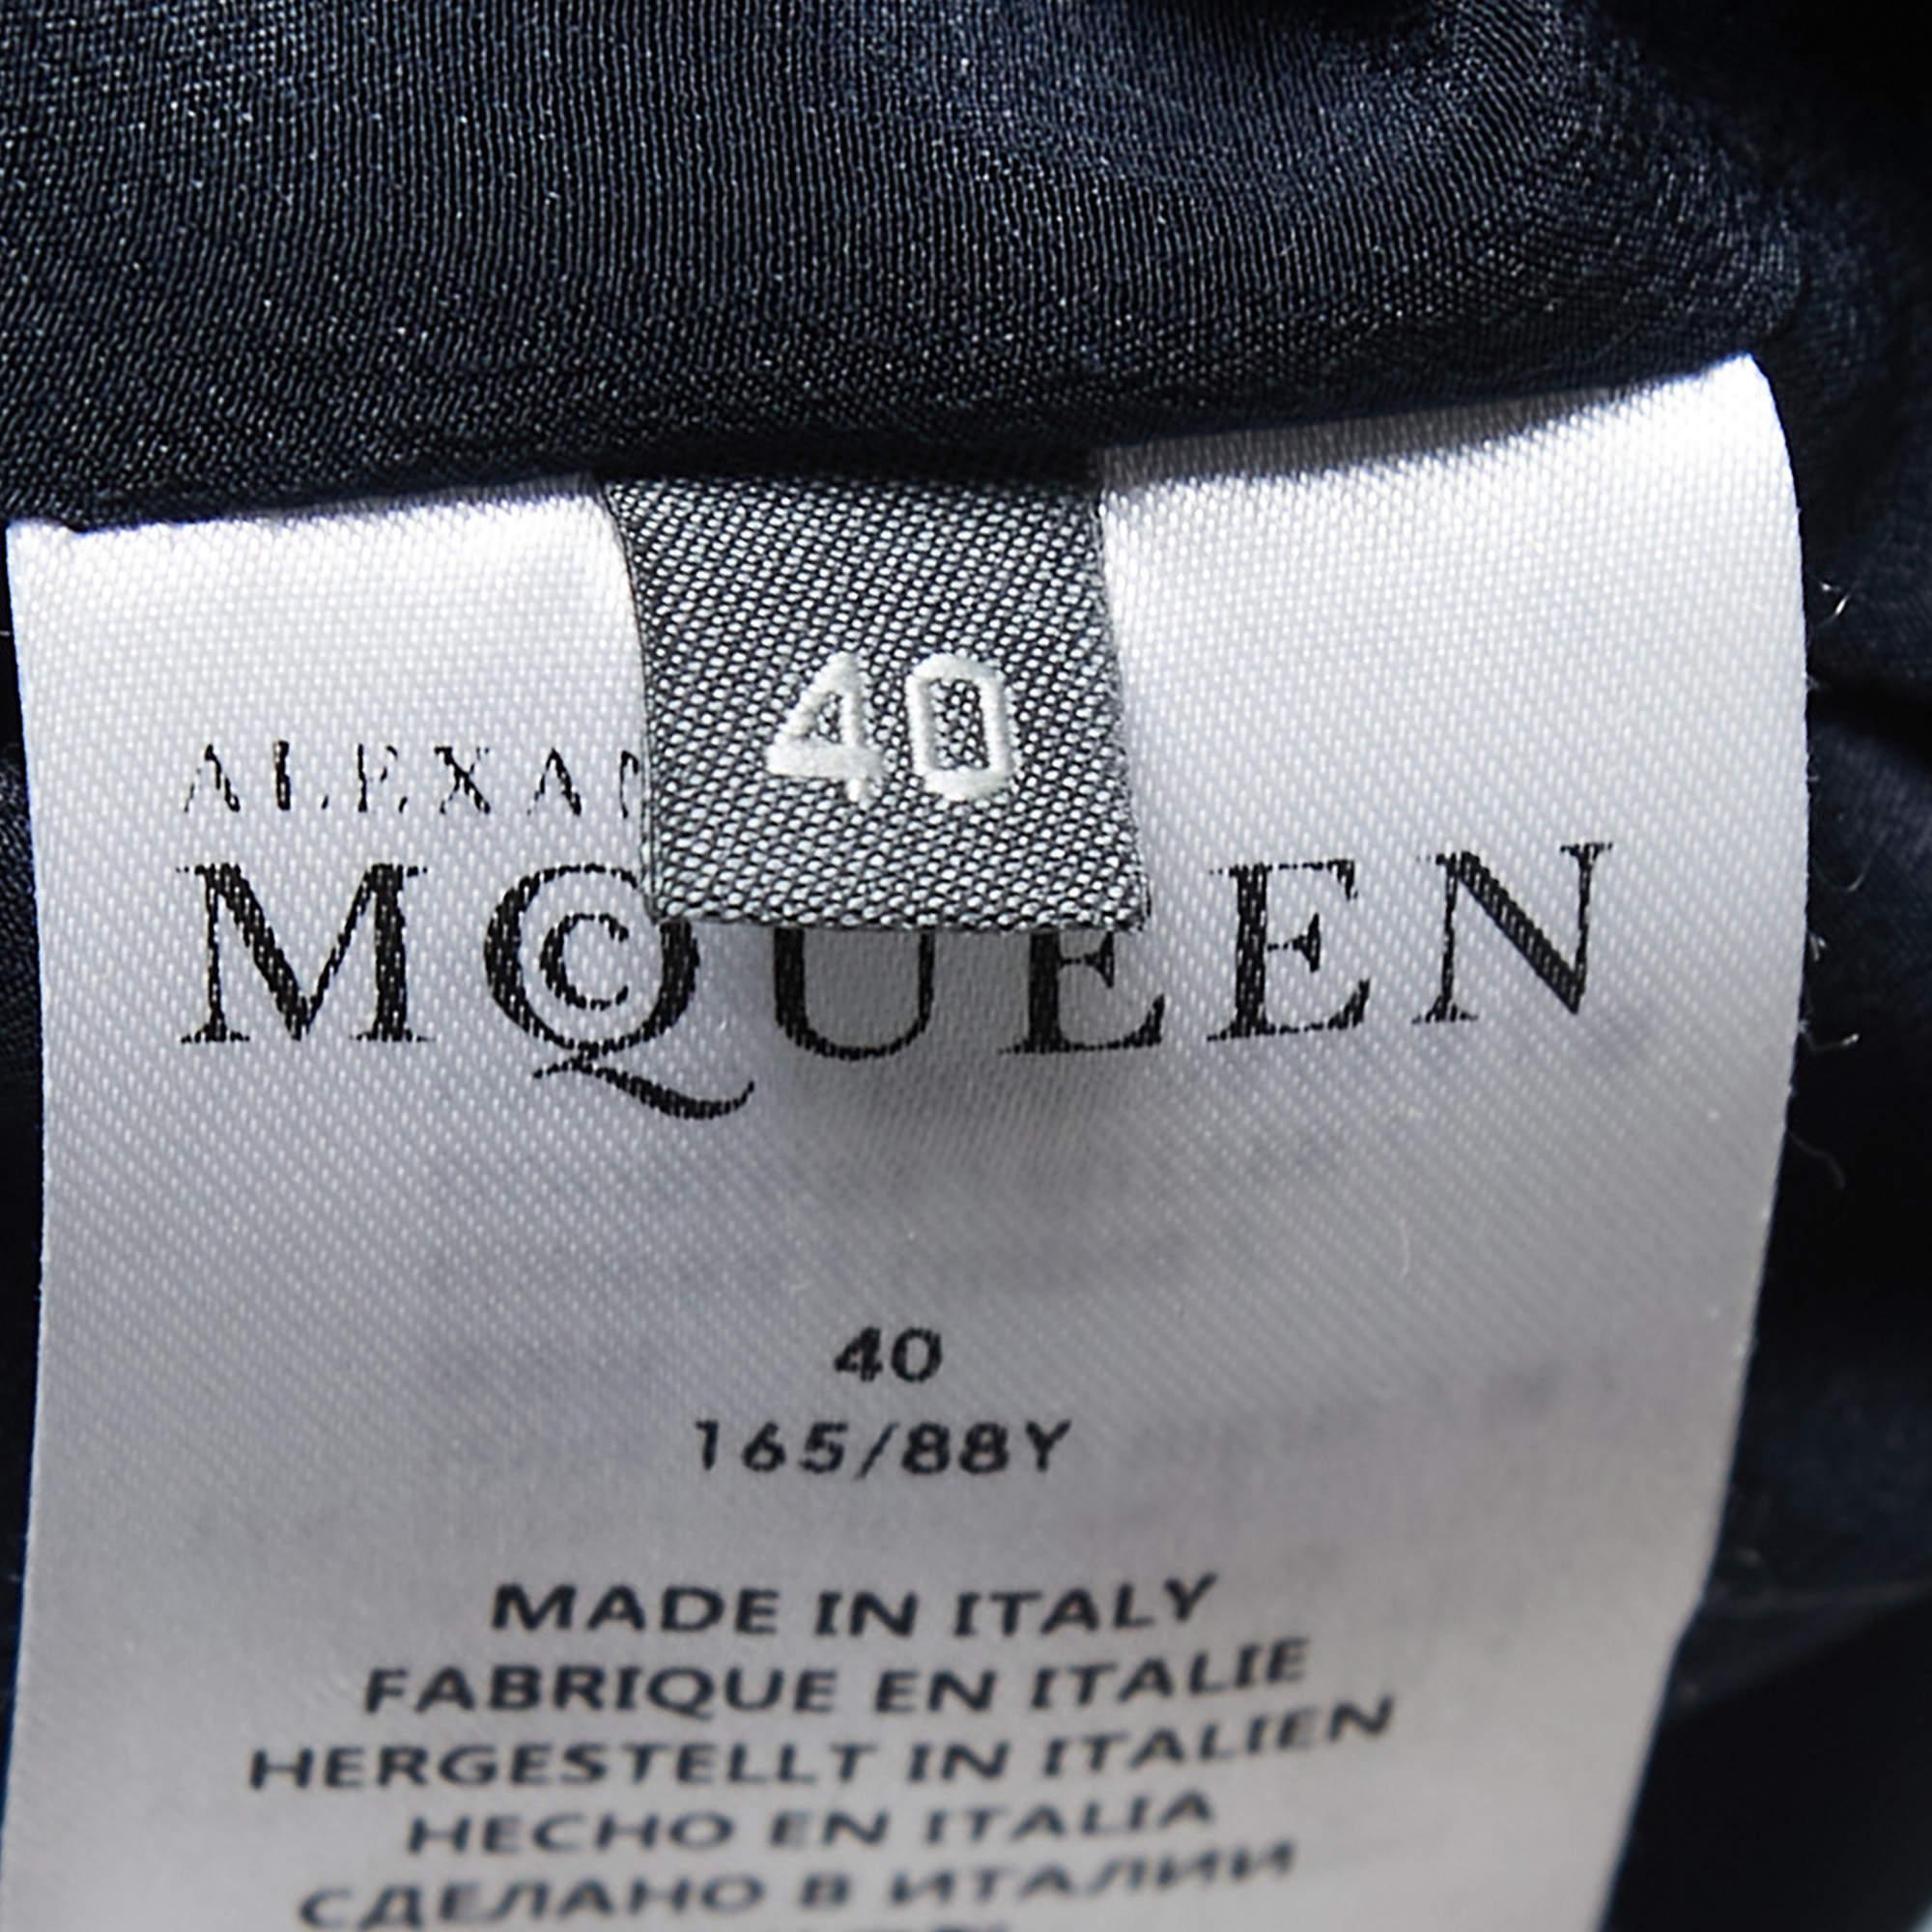 40
ALEXAN
McQUEEN
40
165/88Y
MADE IN ITALY
FABRIQUE EN ITALIE
HERGESTELLT IN ITALIEN
HECHO EN ITALIA
СДЕЛАНО В ИТАЛИИ